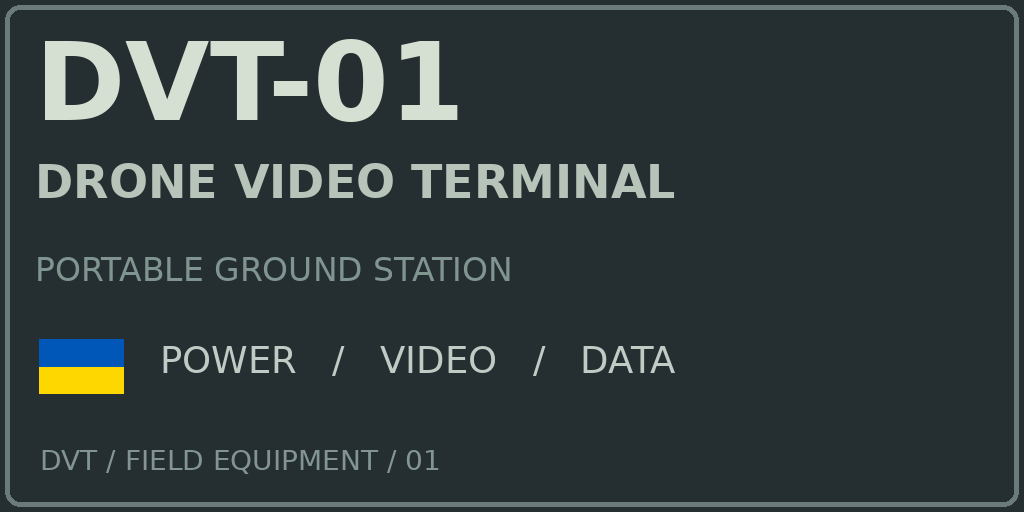 DVT-01
DRONE VIDEO TERMINAL
PORTABLE GROUND STATION
POWER / VIDEO / DATA
DVT / FIELD EQUIPMENT / 01